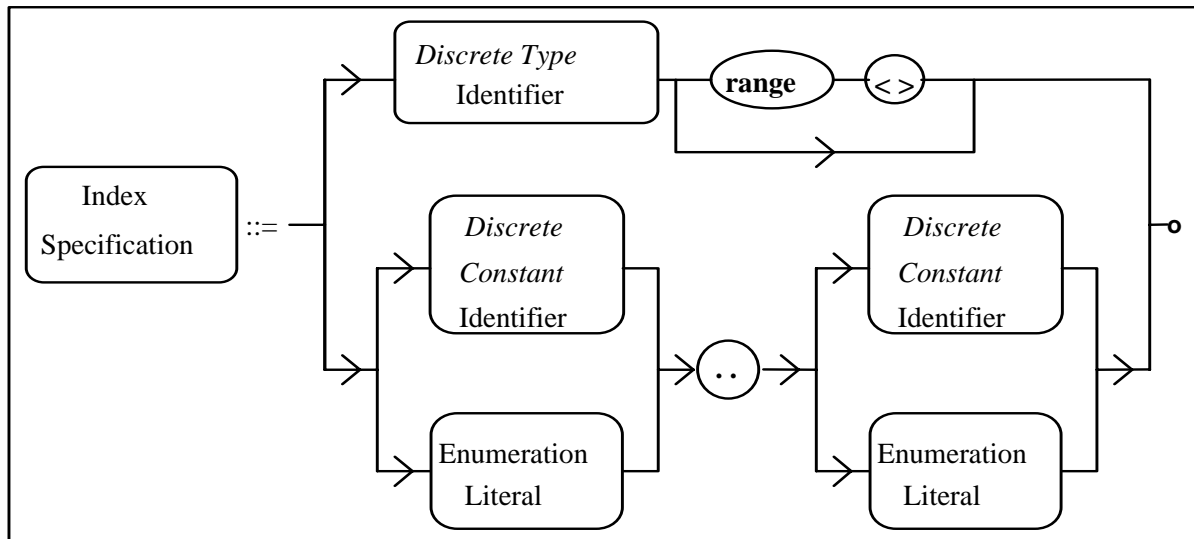 Discrete Type
Identifier
range
< >
Index
Specification
::=
Discrete
Constant
Identifier
. .
Discrete
Constant
Identifier
Enumeration
Literal
Enumeration
Literal